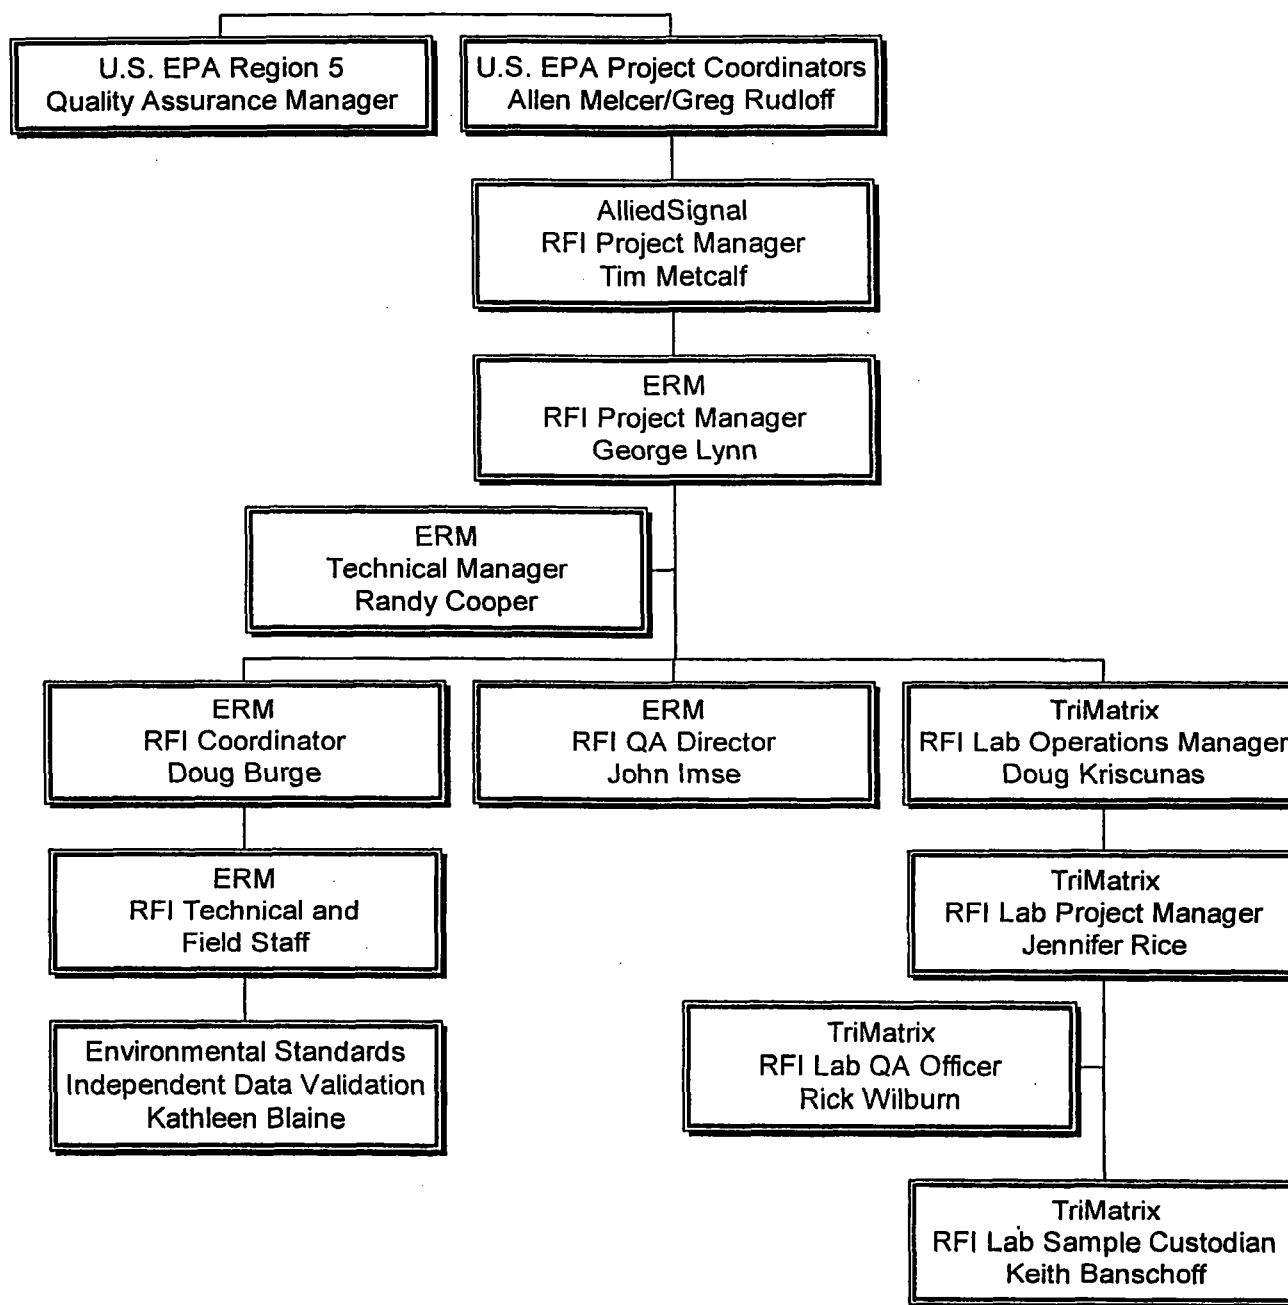 U.S. EPA Region 5
Quality Assurance Manager
U.S. EPA Project Coordinators
Allen Melcer/Greg Rudloff
AlliedSignal
RFI Project Manager
Tim Metcalf
ERM
RFI Project Manager
George Lynn
ERM
Technical Manager
Randy Cooper
ERM
RFI Coordinator
Doug Burge
ERM
RFI QA Director
John Imse
TriMatrix
RFI Lab Operations Manager
Doug Kriscunas
ERM
RFI Technical and
Field Staff
TriMatrix
RFI Lab Project Manager
Jennifer Rice
Environmental Standards
Independent Data Validation
Kathleen Blaine
TriMatrix
RFI Lab QA Officer
Rick Wilburn
TriMatrix
RFI Lab Sample Custodian
Keith Banschoff